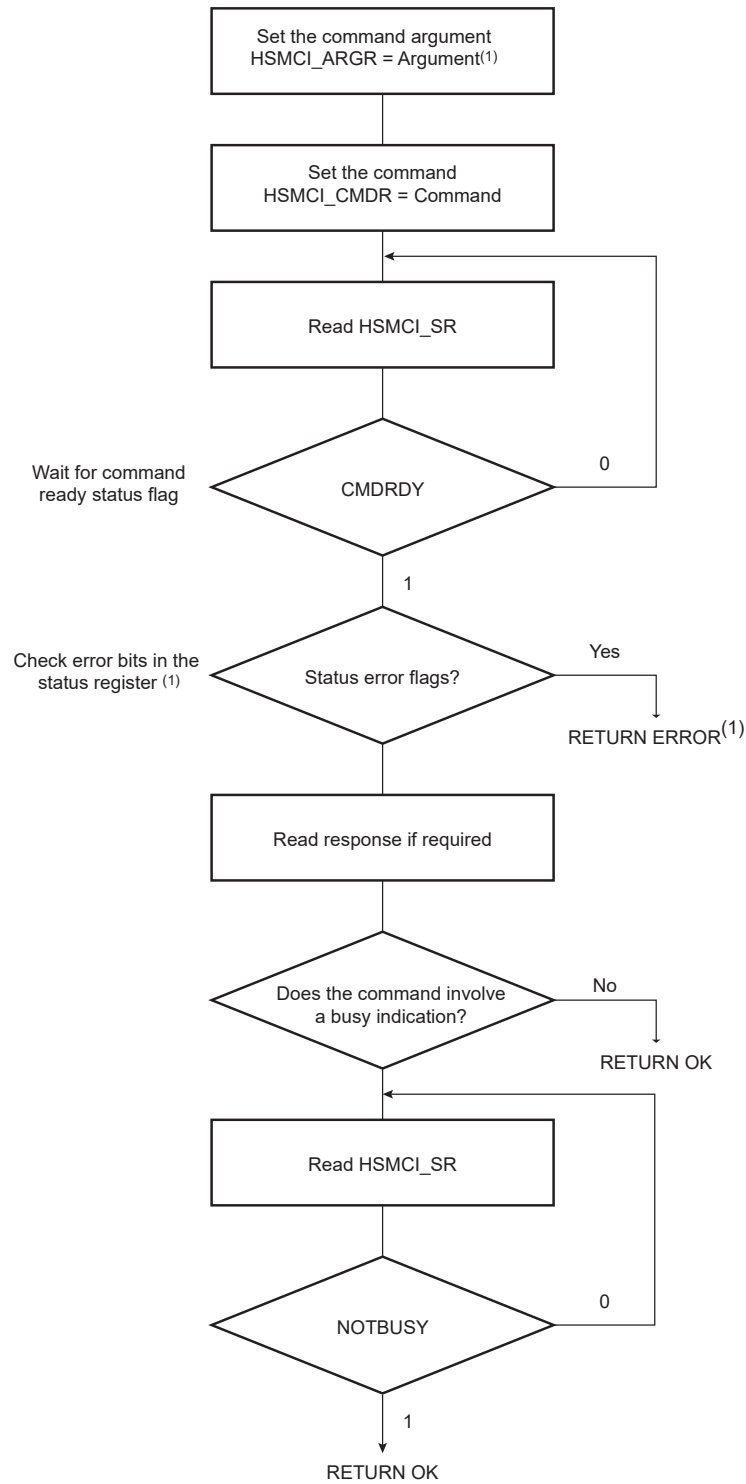 Set the command argument
HSMCI_ARGR = Argument(1)
Set the command
HSMCI_CMDR = Command
Read HSMCI_SR
Wait for command
ready status flag
CMDRDY
0
1
Check error bits in the
status register (1)
Status error flags?
Yes
RETURN ERROR(1)
Read response if required
Does the command involve
a busy indication?
No
RETURN OK
Read HSMCI_SR
NOTBUSY
0
1
RETURN OK